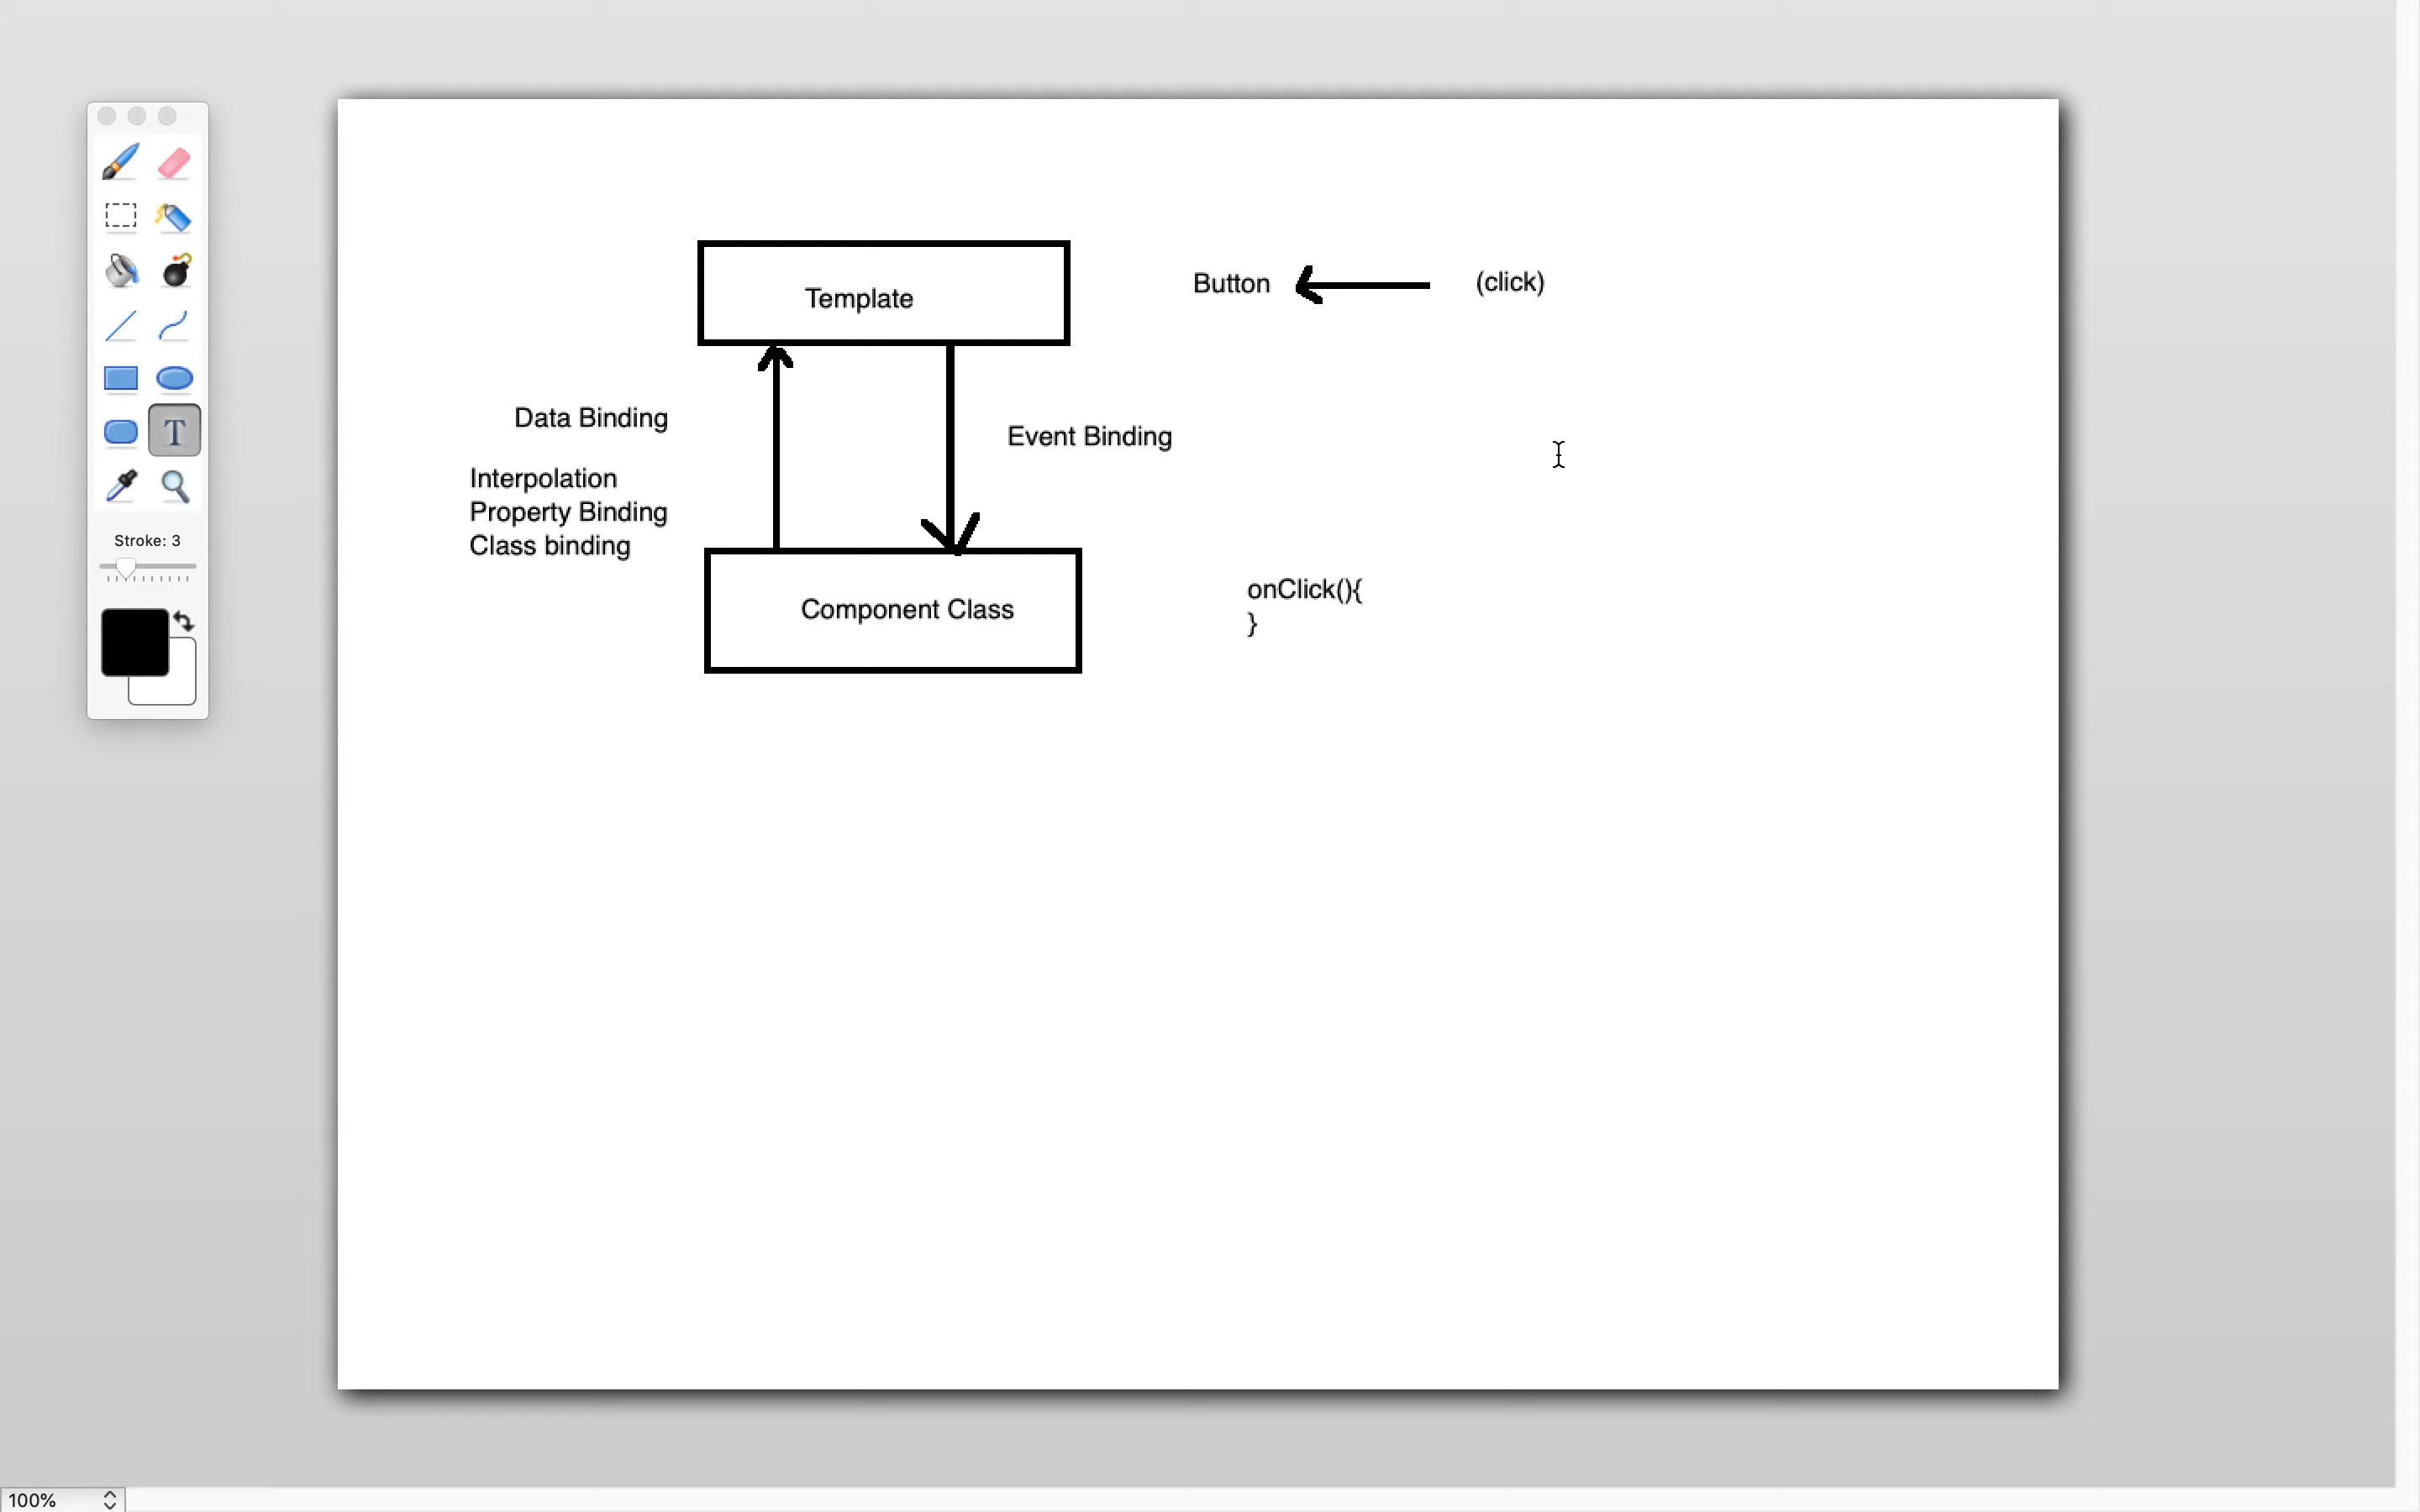 Template
Button
(click)
Data Binding
Event Binding
Interpolation
Property Binding
Class binding
Component Class
onClick(){
}
T
Stroke: 3
100%